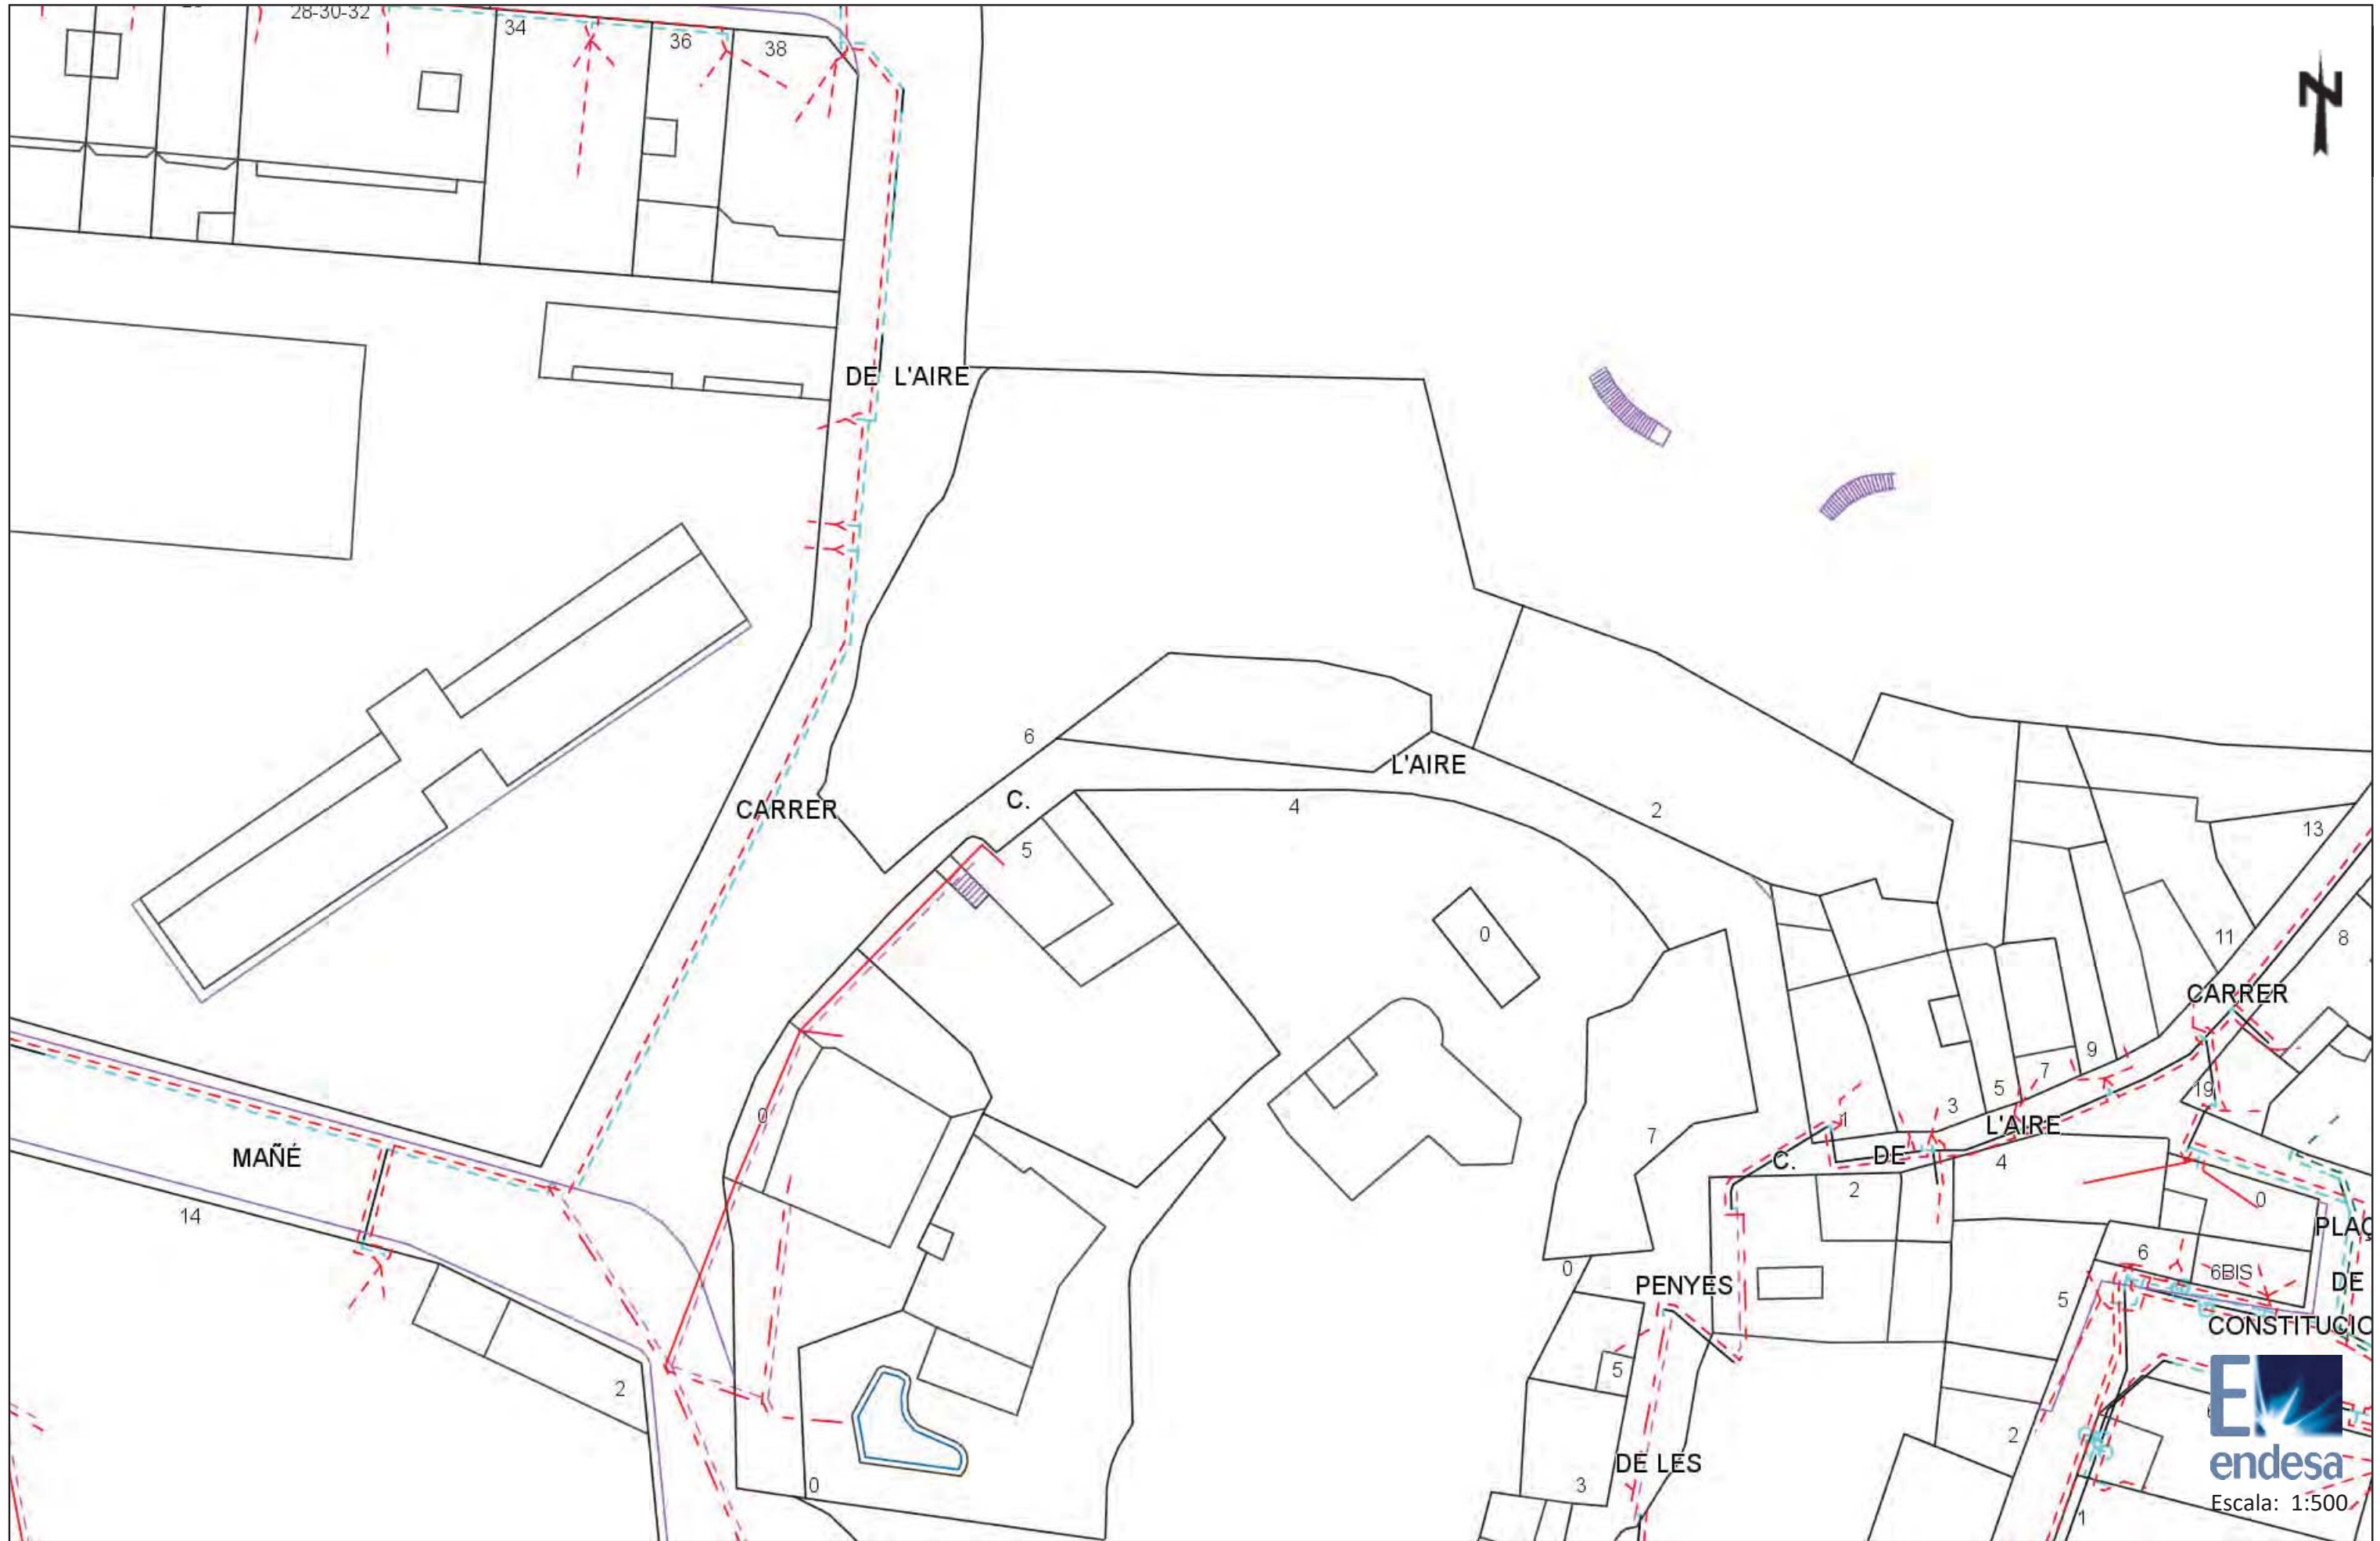 28-30-32
34
36
38
N
DE L'AIRE
6
L'AIRE
C.
CARRER
4
2
5
13
0
11
8
CARRER
9
7
5
19
3
1
L'AIRE
0
7
DE
C.
4
MAÑÉ
2
14
0
PLAÇ
6
6BIS
0
PENYES
DE
5
CONSTITUCIO
5
2
2
DE LES
endesa
0
3
Escala: 1:500
1